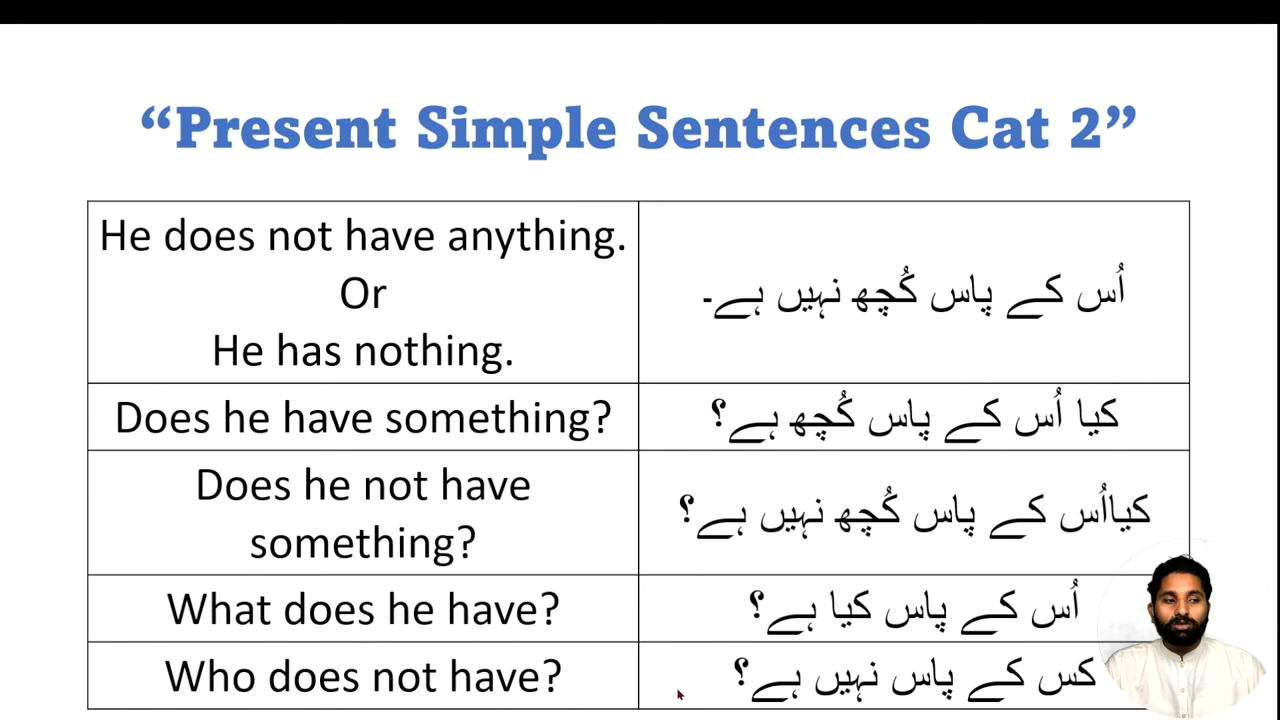 “Present Simple Sentences Cat 2”
He does not have anything.
Or
He has nothing.
اُس کے پاس کُچھ نہیں ہے۔
Does he have something?
کیا اُس کے پاس کُچھ ہے؟
Does he not have
something?
کیااُس کے پاس کُچھ نہیں ہے؟
What does he have?
اُس کے پاس کیا ہے؟
Who does not have?
کس کے پاس نہیں ہے؟